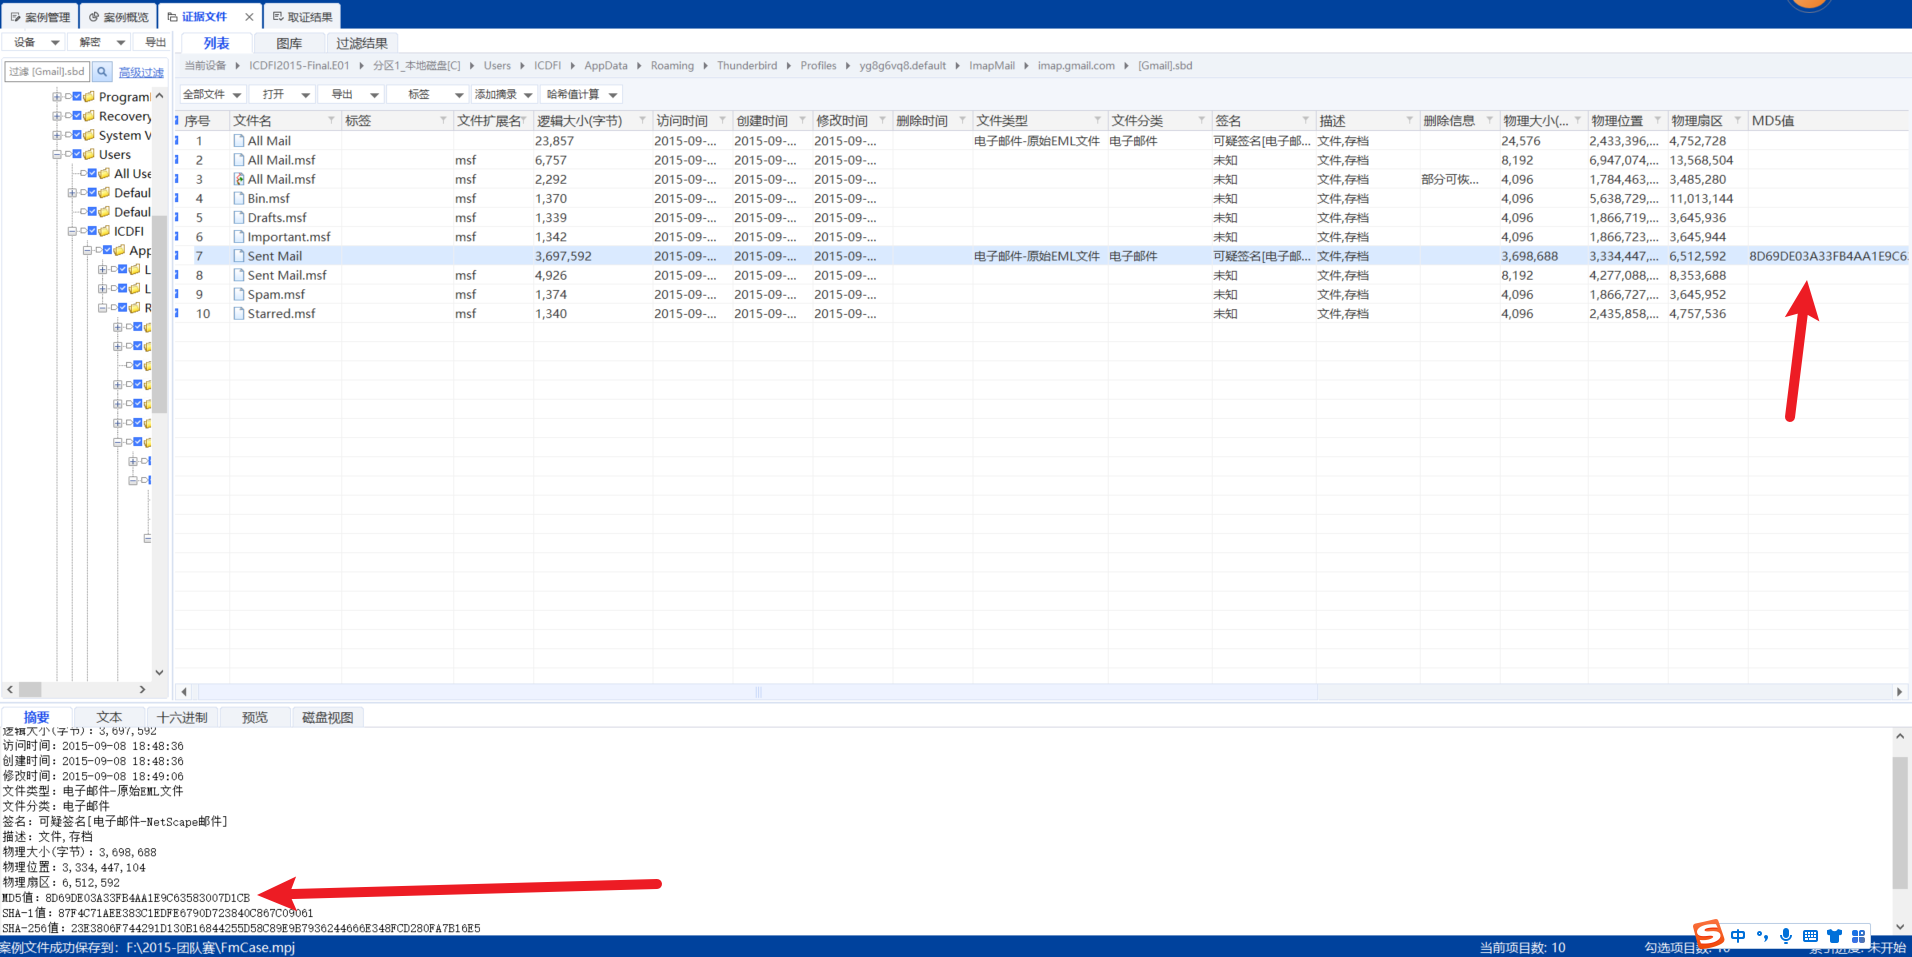 案例管理 案例概览 证据文件 取证结果
设备 解密 导出 列表 图库 过滤结果
过滤 [Gmail].sbd 高级过滤 当前设备 ICDFI2015-Final.E01 分区1_本地磁盘[C] Users ICDFI AppData Roaming Thunderbird Profiles yg8g6vq8.default ImapMail imap.gmail.com [Gmail].sbd
全部文件 打开 导出 标签 添加摘录 哈希值计算
Program
Recovery
System V
Users
All Use
Defaul
Defaul
ICDFI
App
L
L
R
序号 文件名 标签 文件扩展名 逻辑大小(字节) 访问时间 创建时间 修改时间 删除时间 文件类型 文件分类 签名 描述 删除信息 物理大小(... 物理位置 物理扇区 MD5值
1 All Mail 23,857 2015-09-... 2015-09-... 2015-09-... 电子邮件-原始EML文件 电子邮件 可疑签名[电子邮... 文件,存档 24,576 2,433,396,... 4,752,728
2 All Mail.msf msf 6,757 2015-09-... 2015-09-... 2015-09-... 未知 文件,存档 8,192 6,947,074,... 13,568,504
3 All Mail.msf msf 2,292 2015-09-... 2015-09-... 2015-09-... 未知 文件,存档 部分可恢... 4,096 1,784,463,... 3,485,280
4 Bin.msf msf 1,370 2015-09-... 2015-09-... 2015-09-... 未知 文件,存档 4,096 5,638,729,... 11,013,144
5 Drafts.msf msf 1,339 2015-09-... 2015-09-... 2015-09-... 未知 文件,存档 4,096 1,866,719,... 3,645,936
6 Important.msf msf 1,342 2015-09-... 2015-09-... 2015-09-... 未知 文件,存档 4,096 1,866,723,... 3,645,944
7 Sent Mail 3,697,592 2015-09-... 2015-09-... 2015-09-... 电子邮件-原始EML文件 电子邮件 可疑签名[电子邮... 文件,存档 3,698,688 3,334,447,... 6,512,592 8D69DE03A33FB4AA1E9C6
8 Sent Mail.msf msf 4,926 2015-09-... 2015-09-... 2015-09-... 未知 文件,存档 8,192 4,277,088,... 8,353,688
9 Spam.msf msf 1,374 2015-09-... 2015-09-... 2015-09-... 未知 文件,存档 4,096 1,866,727,... 3,645,952
10 Starred.msf msf 1,340 2015-09-... 2015-09-... 2015-09-... 未知 文件,存档 4,096 2,435,858,... 4,757,536
摘要 文本 十六进制 预览 磁盘视图
逻辑大小(字节): 3,697,592
访问时间: 2015-09-08 18:48:36
创建时间: 2015-09-08 18:48:36
修改时间: 2015-09-08 18:49:06
文件类型: 电子邮件-原始EML文件
文件分类: 电子邮件
签名: 可疑签名[电子邮件-NetScape邮件]
描述: 文件,存档
物理大小(字节): 3,698,688
物理位置: 3,334,447,104
物理扇区: 6,512,592
MD5值: 8D69DE03A33FB4AA1E9C63583007D1CB
SHA-1值: 87F4C71AEE383C1EDFE6790D723840C867C09061
SHA-256值: 23E3806F744291D130B16844255D58C89E9B7936244666E348FCD280FA7B16E5
中
案例文件成功保存到: F:\2015-团队赛\FmCase.mpj 当前项目数: 10 勾选项目数: 未开始